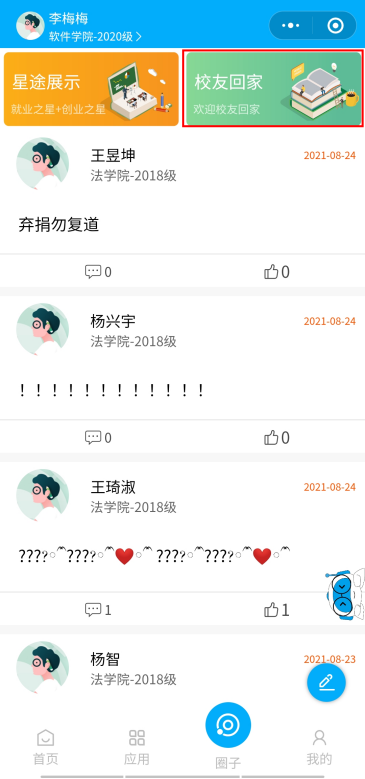 李梅梅
软件学院-2020级
星途展示
就业之星+创业之星
校友回家
欢迎校友回家
王昱坤
2021-08-24
法学院-2018级
弃捐勿复道
0
0
杨兴宇
2021-08-24
法学院-2018级
！！！！！！！！！！！！
0
0
王琦淑
2021-08-24
法学院-2018级
????◌͡ ????◌͡ ❤️◌͡ ????◌͡ ????◌͡ ❤️◌͡
1
1
杨智
2021-08-23
法学院-2018级
首页
应用
圈子
我的